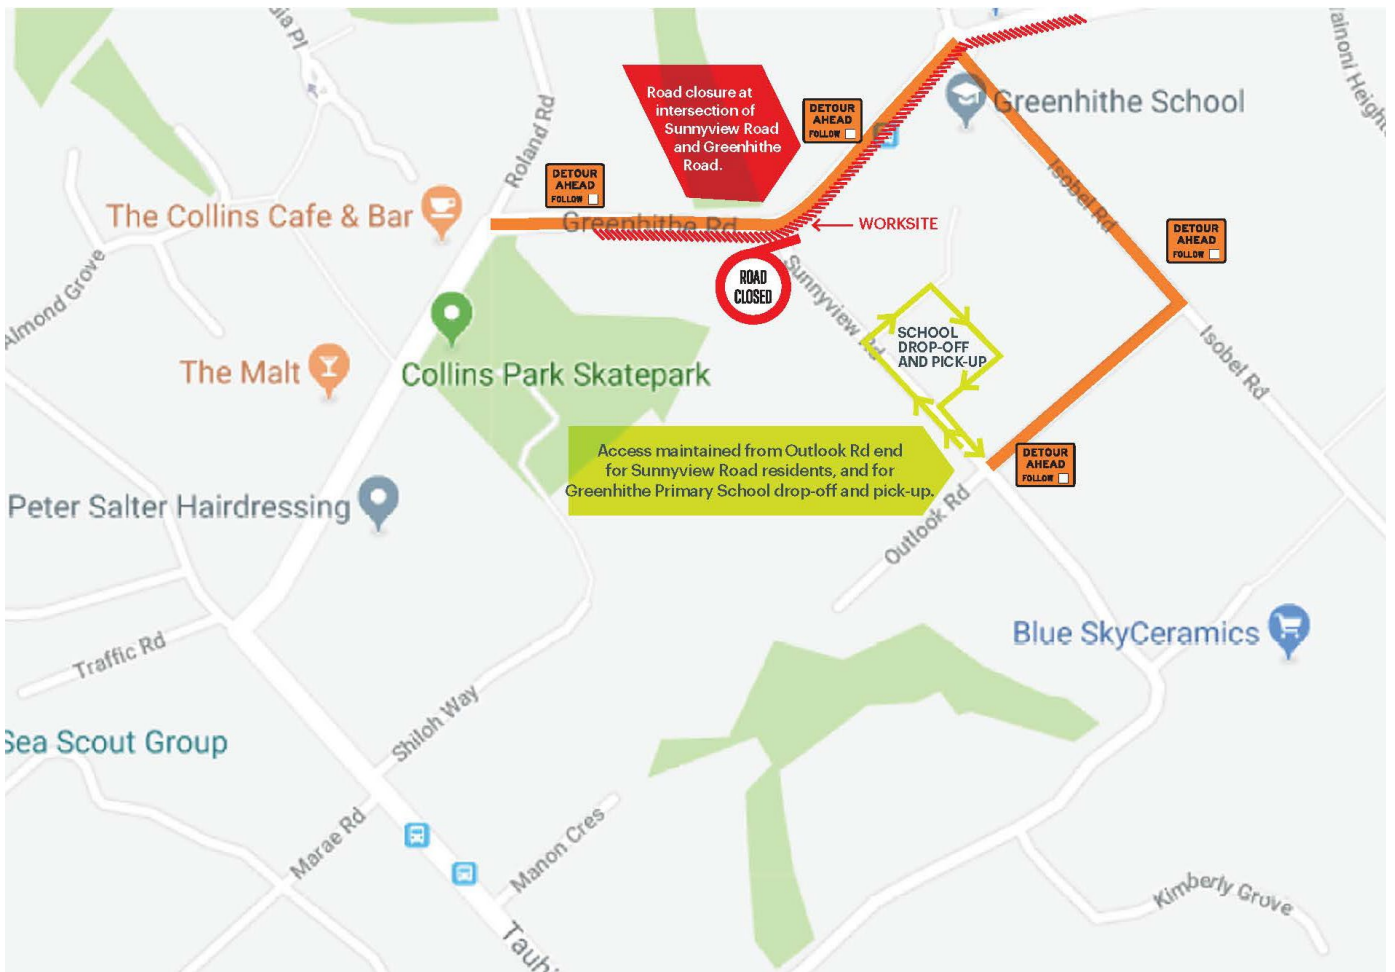 Road closure at
intersection of
Sunnyview Road
and Greenhithe
Road.
DETOUR
AHEAD
FOLLOW
Greenhithe School
Roland Rd
DETOUR
AHEAD
FOLLOW
Isobel Rd
The Collins Cafe & Bar
Greenhithe Rd
WORKSITE
DETOUR
AHEAD
FOLLOW
ROAD
CLOSED
Sunnyview Rd
Almond Grove
SCHOOL
DROP-OFF
AND PICK-UP
Isobel Rd
The Malt
Collins Park Skatepark
Access maintained from Outlook Rd end
for Sunnyview Road residents, and for
Greenhithe Primary School drop-off and pick-up.
DETOUR
AHEAD
FOLLOW
Peter Salter Hairdressing
Outlook Rd
Blue SkyCeramics
Traffic Rd
Shiloh Way
Sea Scout Group
Marae Rd
Manon Cres
Kimberly Grove